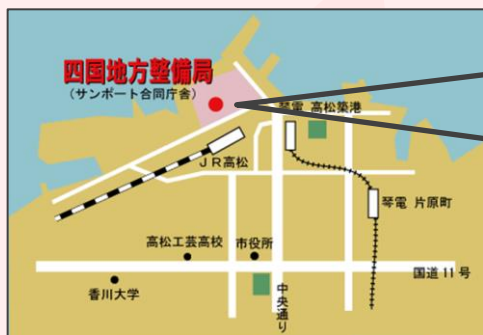 四国地方整備局
(サンポート合同庁舎)
琴電 高松築港
JR高松
琴電 片原町
高松工芸高校
市役所
国道11号
香川大学
中央通り